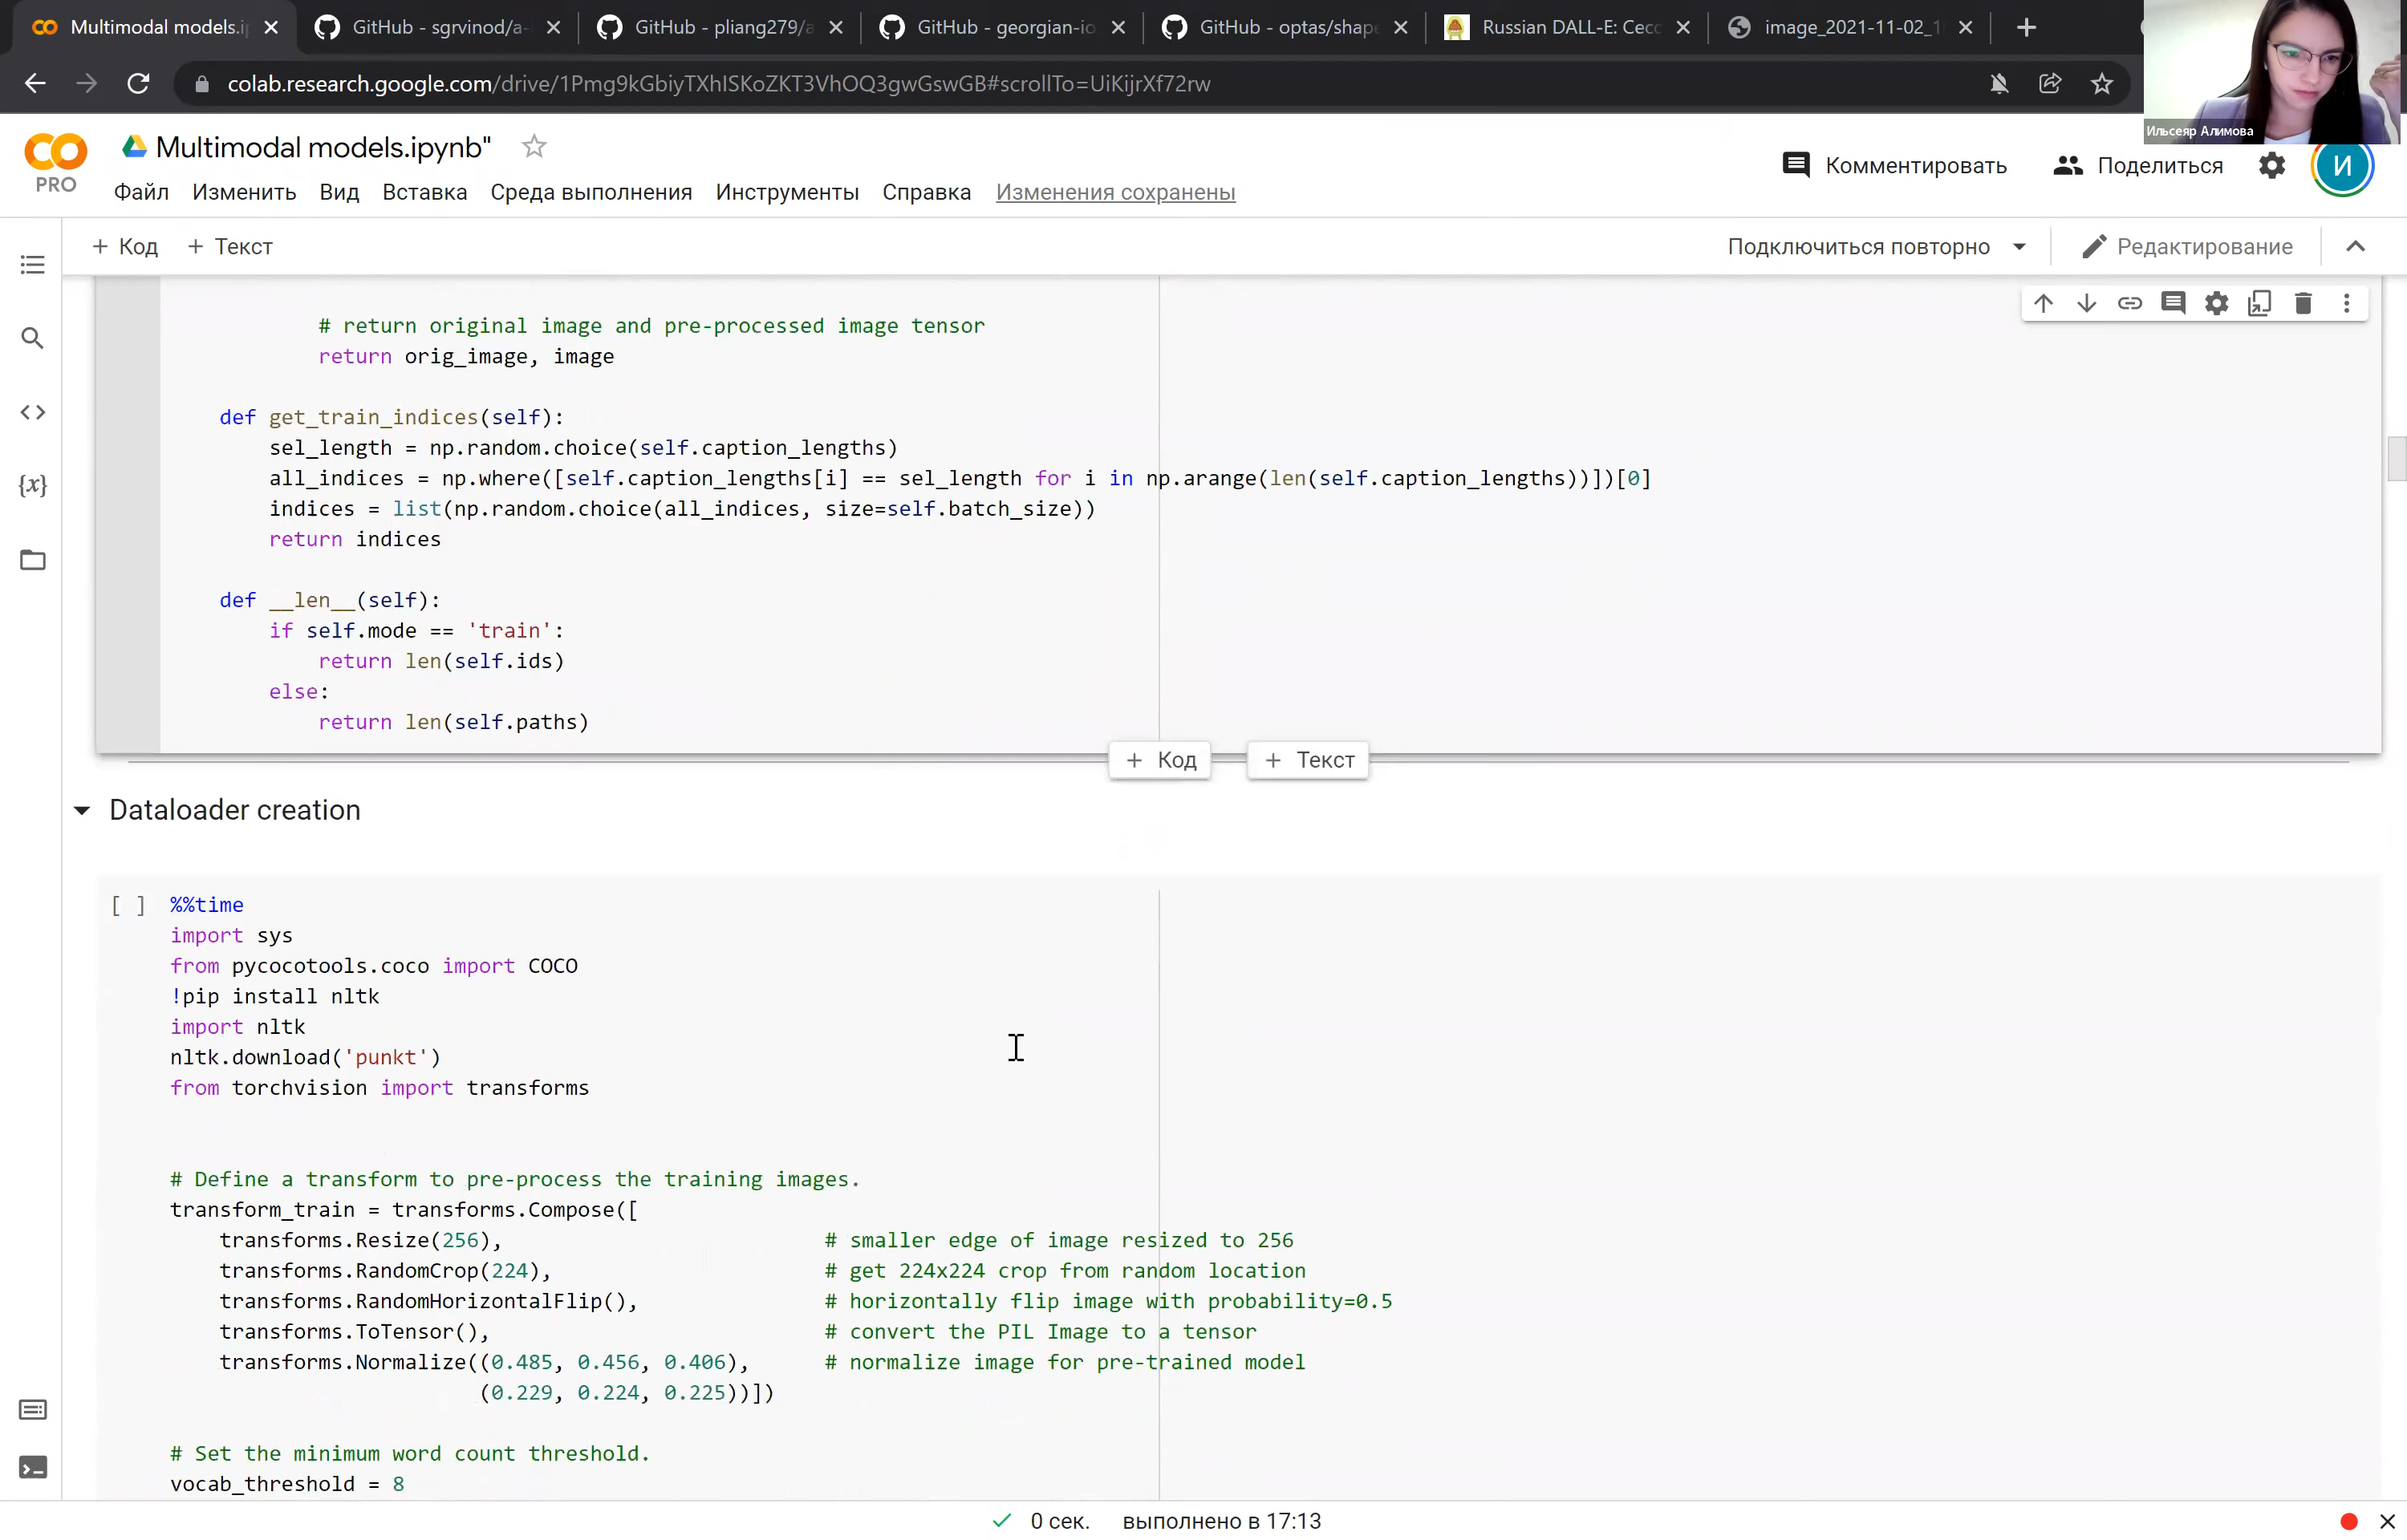 Multimodal models.i
GitHub - sgrvinod/a-
GitHub - pliang279/a
GitHub - georgian-io
GitHub - optas/shape
Russian DALL-E: Сесс
image_2021-11-02_1
colab.research.google.com/drive/1Pmg9kGbiyTXhISKoZKT3VhOQ3gwGswGB#scrollTo=UiKijrXf72rw
Ильсеяр Алимова
PRO
Multimodal models.ipynb"
Файл Изменить Вид Вставка Среда выполнения Инструменты Справка Изменения сохранены
Комментировать Поделиться И
+ Код + Текст
Подключиться повторно Редактирование
# return original image and pre-processed image tensor
return orig_image, image
def get_train_indices(self):
sel_length = np.random.choice(self.caption_lengths)
all_indices = np.where([self.caption_lengths[i] == sel_length for i in np.arange(len(self.caption_lengths))])[0]
indices = list(np.random.choice(all_indices, size=self.batch_size))
return indices
def __len__(self):
if self.mode == 'train':
return len(self.ids)
else:
return len(self.paths)
+ Код + Текст
Dataloader creation
[ ] %%time
import sys
from pycocotools.coco import COCO
!pip install nltk
import nltk
nltk.download('punkt')
from torchvision import transforms
# Define a transform to pre-process the training images.
transform_train = transforms.Compose([
transforms.Resize(256), # smaller edge of image resized to 256
transforms.RandomCrop(224), # get 224x224 crop from random location
transforms.RandomHorizontalFlip(), # horizontally flip image with probability=0.5
transforms.ToTensor(), # convert the PIL Image to a tensor
transforms.Normalize((0.485, 0.456, 0.406), # normalize image for pre-trained model
(0.229, 0.224, 0.225))])
# Set the minimum word count threshold.
vocab_threshold = 8
0 сек. выполнено в 17:13